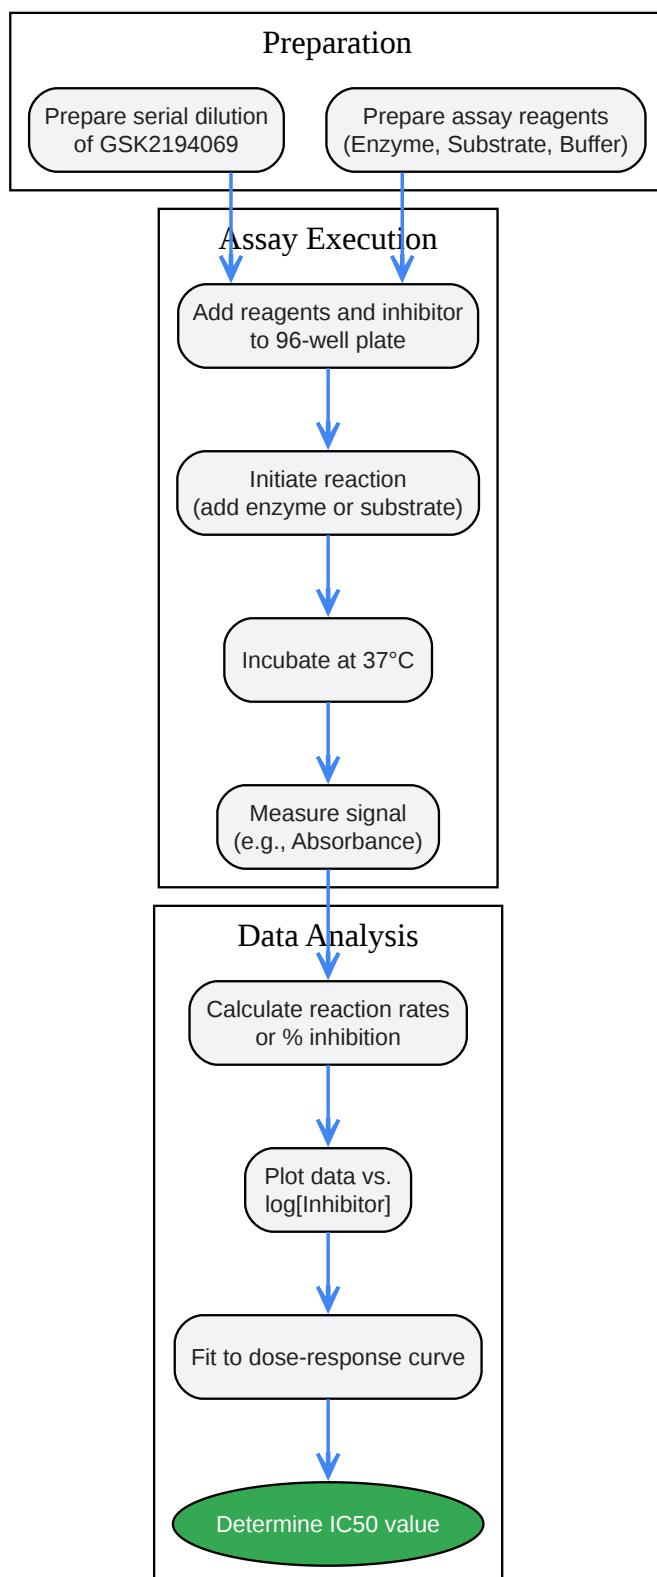 Preparation
Prepare serial dilution
of GSK2194069
Prepare assay reagents
(Enzyme, Substrate, Buffer)
Assay Execution
Add reagents and inhibitor
to 96-well plate
Initiate reaction
(add enzyme or substrate)
Incubate at 37°C
Measure signal
(e.g., Absorbance)
Data Analysis
Calculate reaction rates
or % inhibition
Plot data vs.
log[Inhibitor]
Fit to dose-response curve
Determine IC50 value